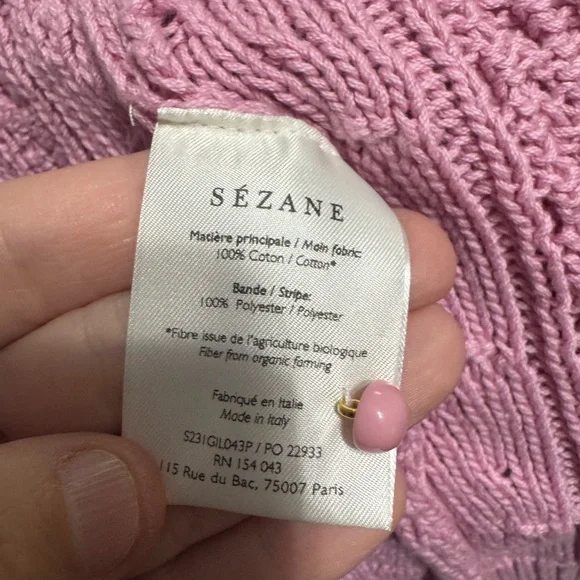 SÉZANE
Matière principale / Main fabric:
100% Coton / Cotton*
Bande / Stripe:
100% Polyester / Polyester
*Fibre issue de l'agriculture biologique
Fiber from organic farming
Fabriqué en Italie
Made in Italy
S231GIL043P / PO 22933
RN 154 043
115 Rue du Bac, 75007 Paris